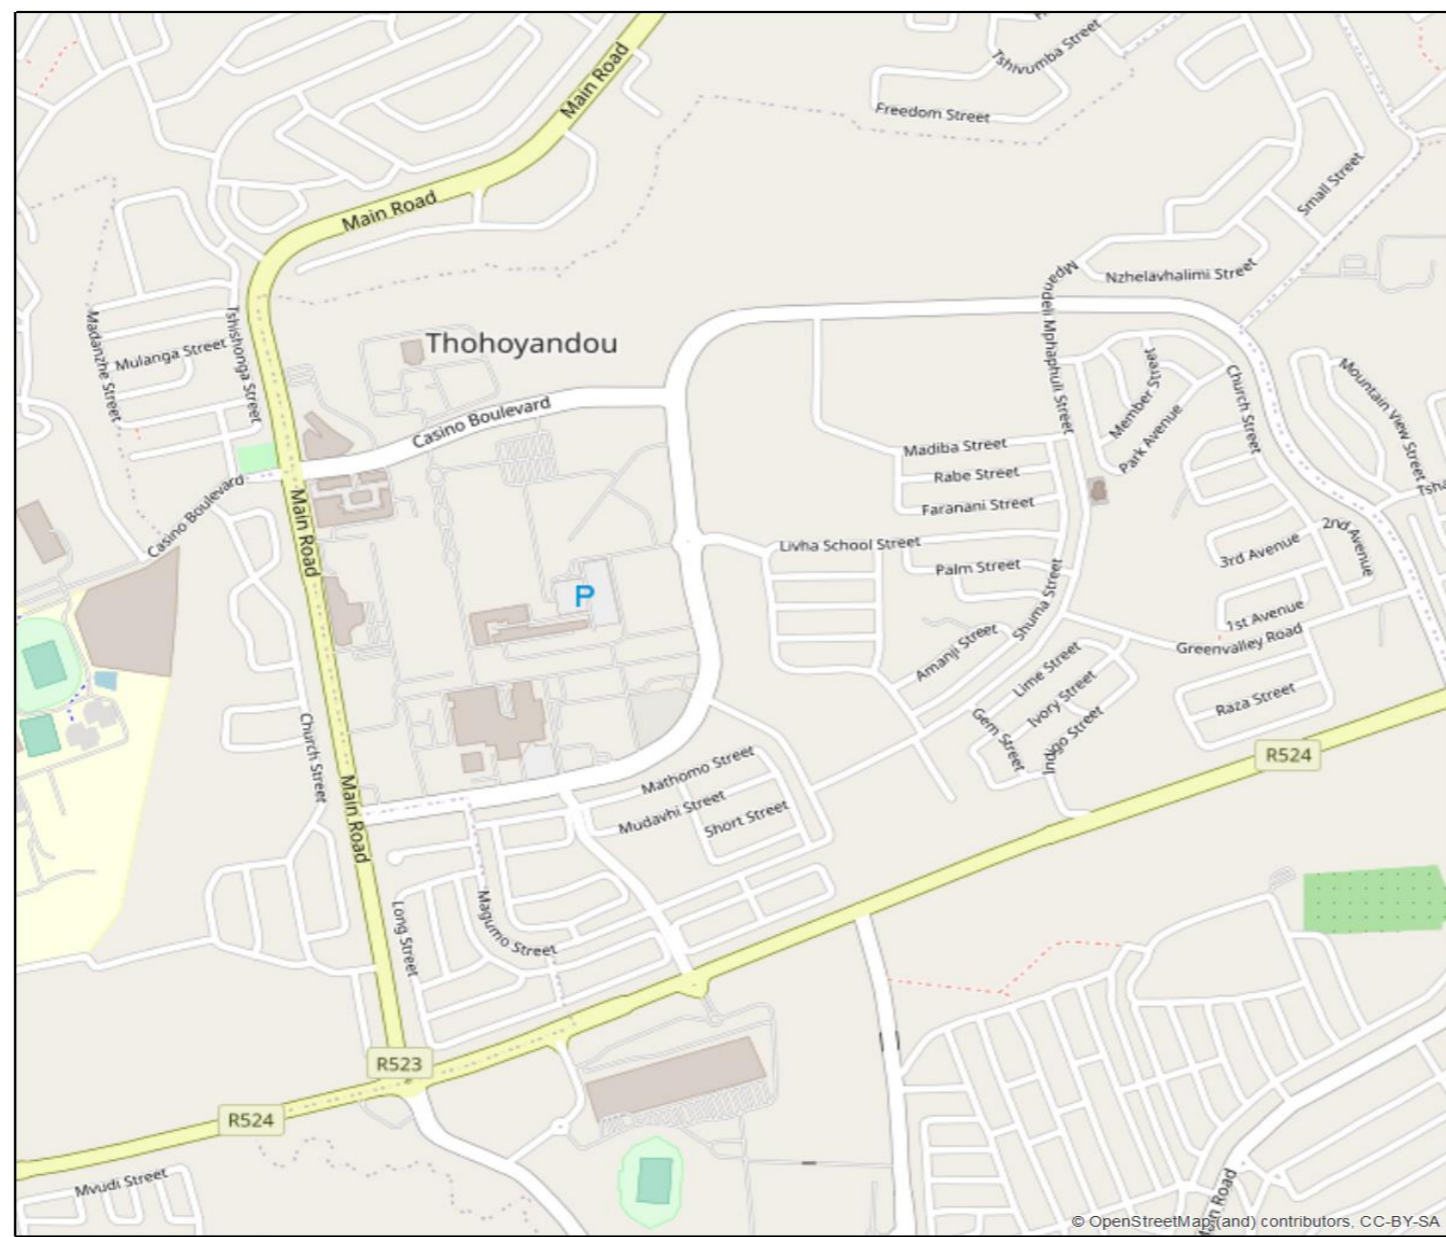 Main Road
Tshivumba Street
Freedom Street
Small Street
Main Road
Nzhelavhalimi Street
Mpandeli Mphaphuli Street
Madanzhe Street
Tshishonga Street
Mulanga Street
Thohoyandou
Member Street
Park Avenue
Church Street
Mountain View Street
Casino Boulevard
Madiba Street
Rabe Street
Faranani Street
Casino Boulevard
Main Road
Livha School Street
Palm Street
3rd Avenue
2nd Avenue
P
Shuma Street
1st Avenue
Greenvalley Road
Amanji Street
Lime Street
Ivory Street
Gem Street
Indigo Street
Raza Street
Church Street
R524
Main Road
Mathomo Street
Mudavhi Street
Short Street
Long Street
Magumo Street
R523
R524
Mvudi Street
Main Road
© OpenStreetMap (and) contributors, CC-BY-SA